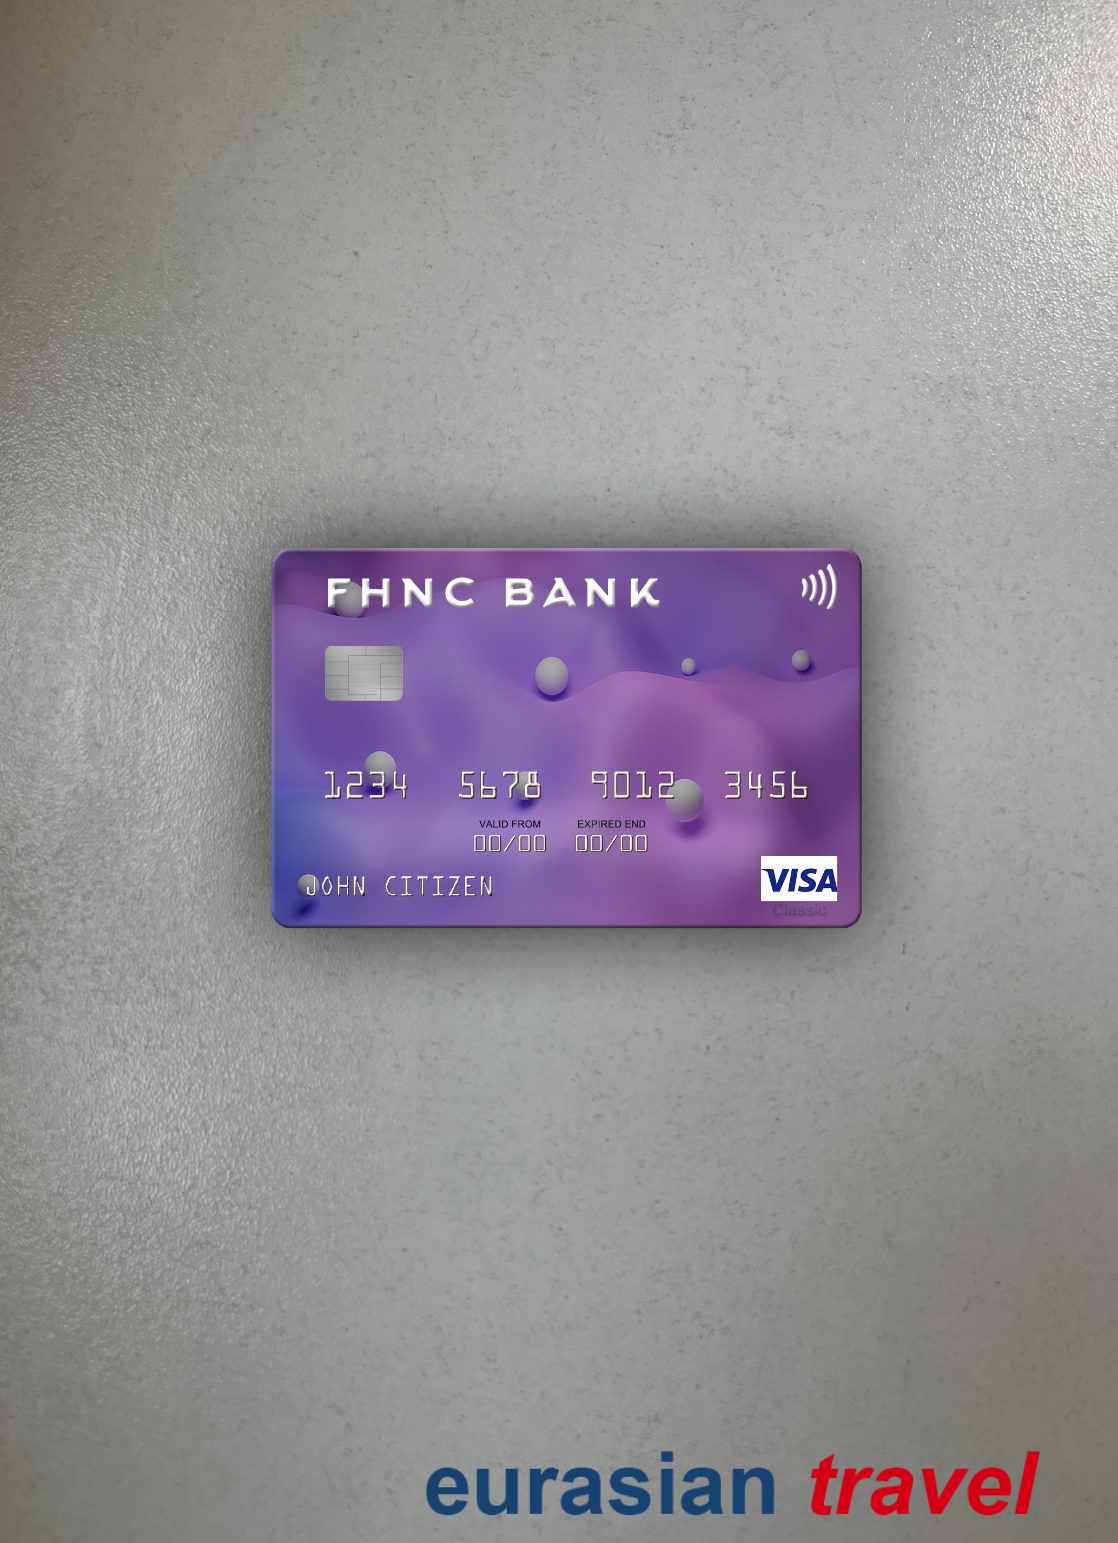 FHNC BANK
1234 5678 9012 3456
VALID FROM EXPIRED END
00/00 00/00
JOHN CITIZEN
VISA
Classic
eurasian travel